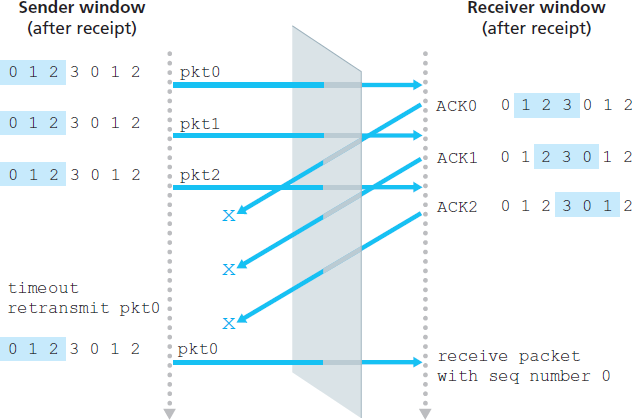 Sender window
(after receipt)
Receiver window
(after receipt)
0 1 2 3 0 1 2
pkt0
ACK0 0 1 2 3 0 1 2
0 1 2 3 0 1 2
pkt1
ACK1 0 1 2 3 0 1 2
0 1 2 3 0 1 2
pkt2
ACK2 0 1 2 3 0 1 2
X
X
timeout
retransmit pkt0
X
0 1 2 3 0 1 2
pkt0
receive packet
with seq number 0